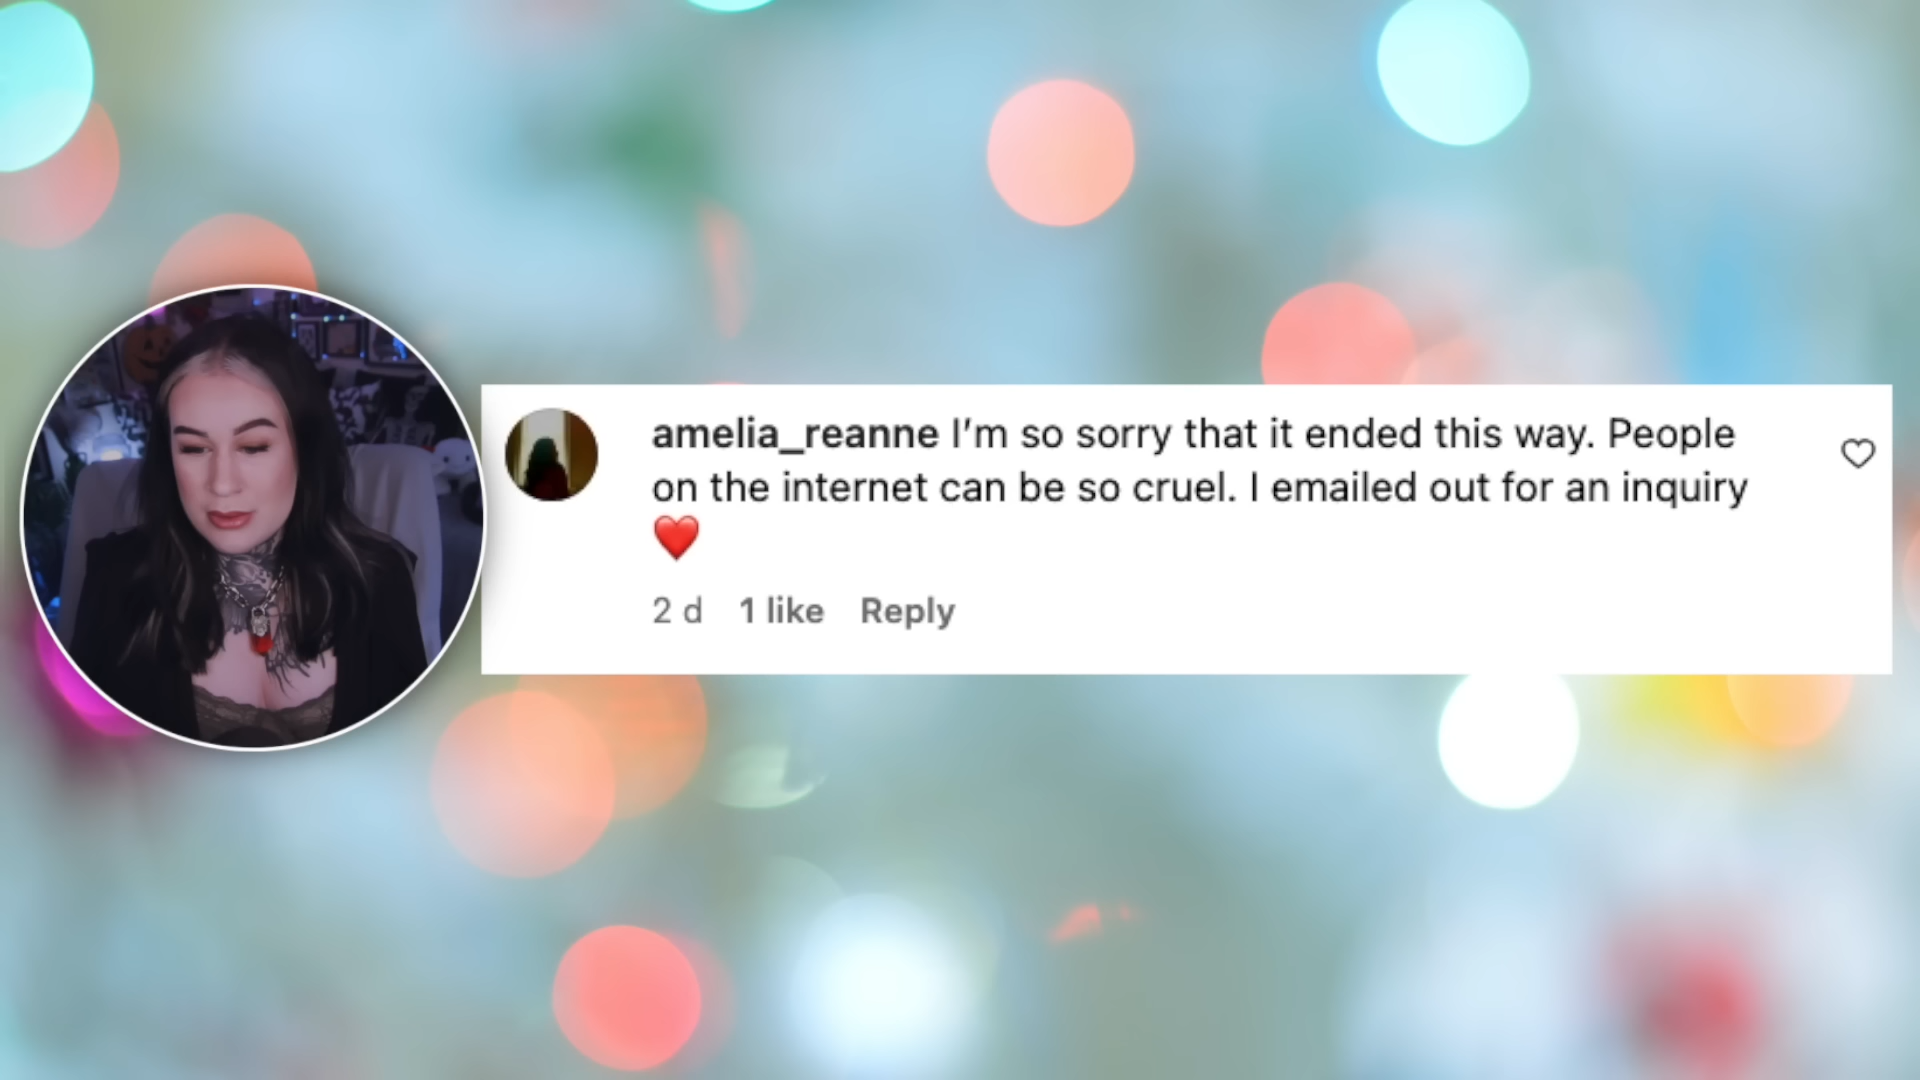 amelia_reanne I’m so sorry that it ended this way. People
on the internet can be so cruel. I emailed out for an inquiry
❤️
2 d 1 like Reply